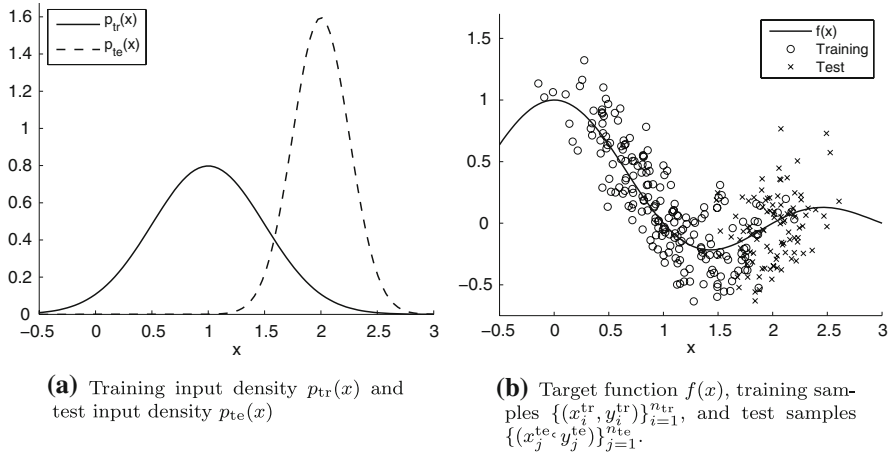 p_tr(x)
p_te(x)
1.6
1.4
1.2
1
0.8
0.6
0.4
0.2
0
-0.5 0 0.5 1 1.5 2 2.5 3
x
f(x)
Training
Test
1
0.5
0
-0.5
-0.5 0 0.5 1 1.5 2 2.5 3
x
(a) Training input density p_tr(x) and
test input density p_te(x)
(b) Target function f(x), training sam-
ples {(x_i^tr, y_i^tr)}_{i=1}^{n_tr}, and test samples
{(x_j^te‘ y_j^te)}_{j=1}^{n_te}.